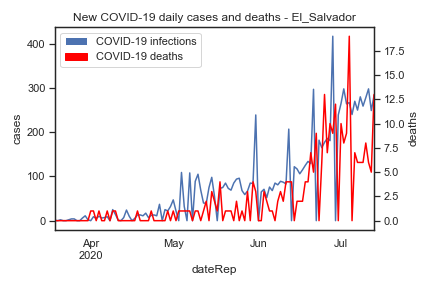 New COVID-19 daily cases and deaths - El_Salvador
COVID-19 infections
COVID-19 deaths
400
300
200
100
0
cases
17.5
15.0
12.5
10.0
7.5
5.0
2.5
0.0
deaths
Apr
2020
May
Jun
Jul
dateRep